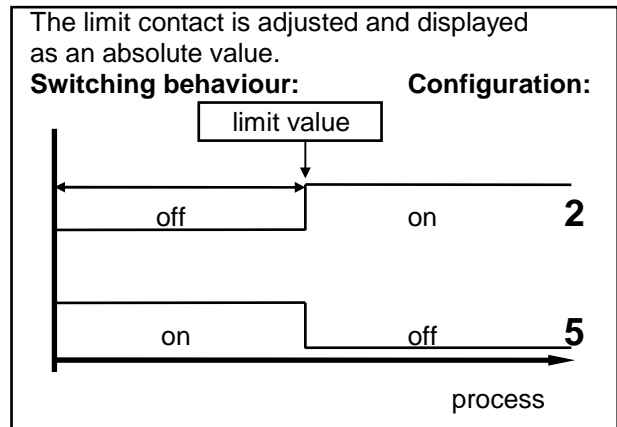 The limit contact is adjusted and displayed
as an absolute value.
Switching behaviour: Configuration:
limit value
off on 2
on off 5
process